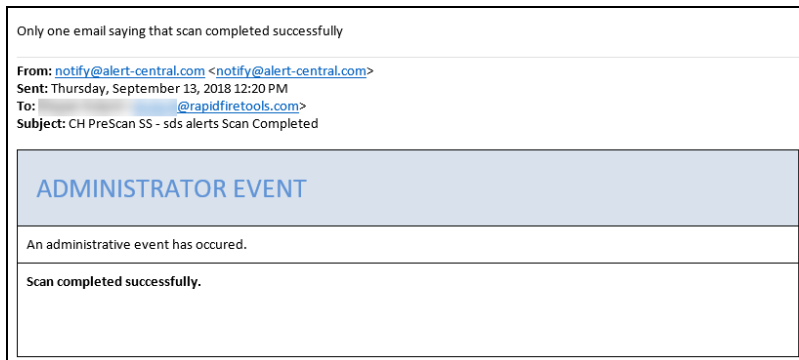 Only one email saying that scan completed successfully
From: notify@alert-central.com <notify@alert-central.com>
Sent: Thursday, September 13, 2018 12:20 PM
To: @rapidfiretools.com>
Subject: CH PreScan SS - sds alerts Scan Completed
ADMINISTRATOR EVENT
An administrative event has occured.
Scan completed successfully.